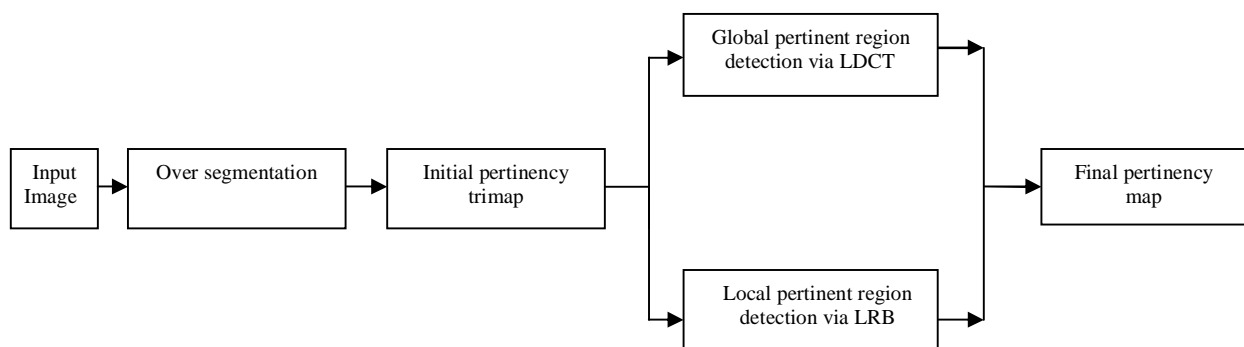 Input
Image
Over segmentation
Initial pertinency
trimap
Global pertinent region
detection via LDCT
Local pertinent region
detection via LRB
Final pertinency
map